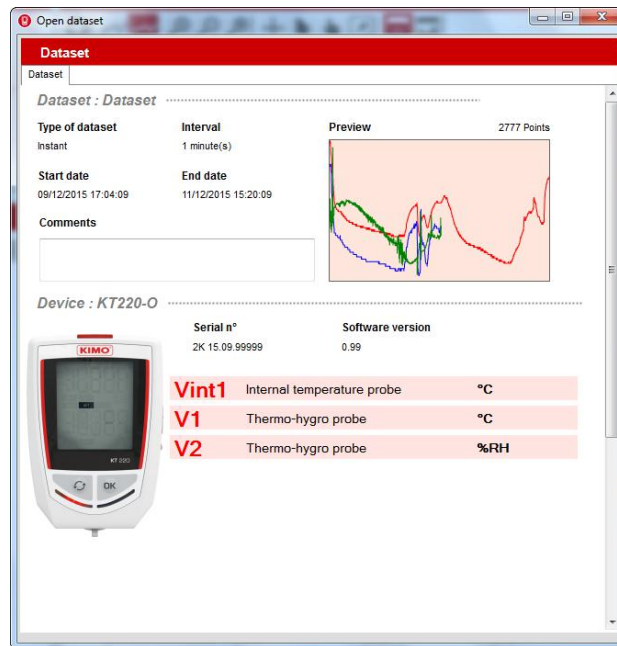 Open dataset
Dataset
Dataset
Dataset : Dataset
Type of dataset Interval Preview 2777 Points
Instant 1 minute(s)
Start date End date
09/12/2015 17:04:09 11/12/2015 15:20:09
Comments
Device : KT220-O
Serial n° Software version
2K 15.09.99999 0.99
KIMO
Vint1 Internal temperature probe °C
V1 Thermo-hygro probe °C
V2 Thermo-hygro probe %RH
KT 220
OK